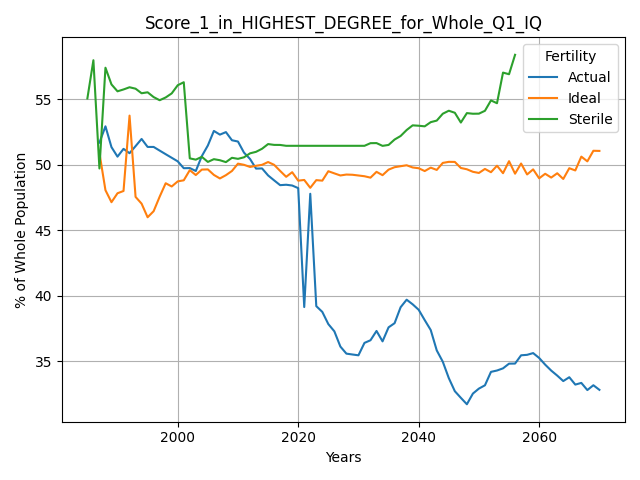 Score_1_in_HIGHEST_DEGREE_for_Whole_Q1_IQ
Fertility
Actual
Ideal
Sterile
% of Whole Population
55
50
45
40
35
2000
2020
2040
2060
Years